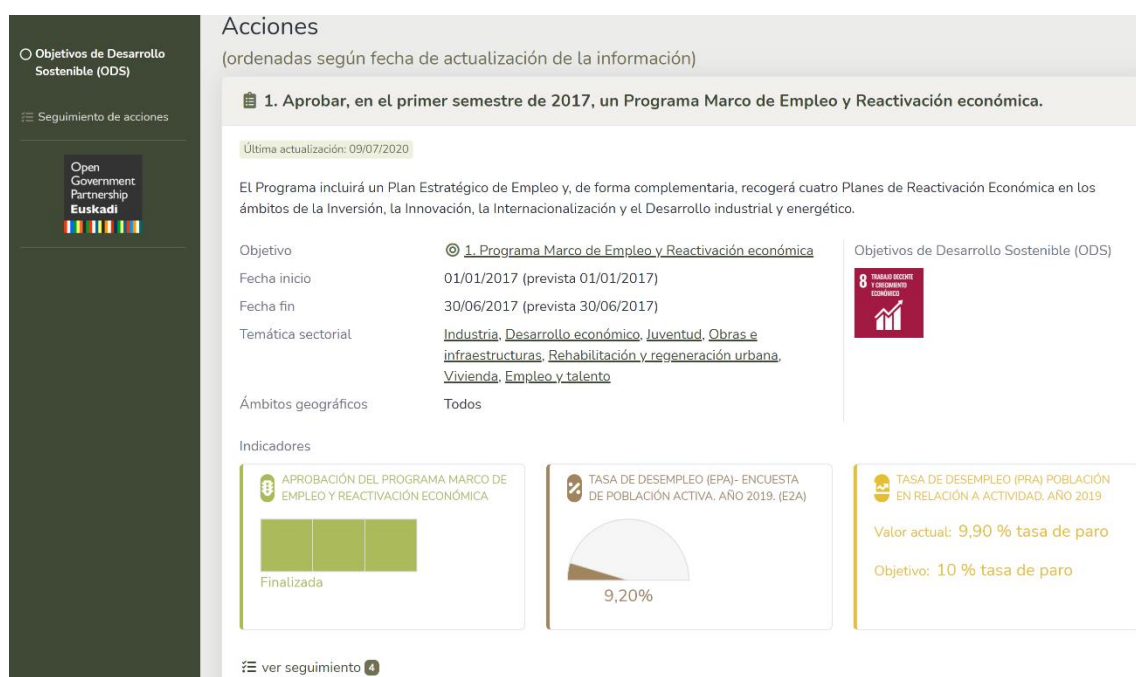 Objetivos de Desarrollo
Sostenible (ODS)
Seguimiento de acciones
Open
Government
Partnership
Euskadi
Acciones
(ordenadas según fecha de actualización de la información)
1. Aprobar, en el primer semestre de 2017, un Programa Marco de Empleo y Reactivación económica.
Última actualización: 09/07/2020
El Programa incluirá un Plan Estratégico de Empleo y, de forma complementaria, recogerá cuatro Planes de Reactivación Económica en los
ámbitos de la Inversión, la Innovación, la Internacionalización y el Desarrollo industrial y energético.
Objetivo
1. Programa Marco de Empleo y Reactivación económica
Fecha inicio
01/01/2017 (prevista 01/01/2017)
Fecha fin
30/06/2017 (prevista 30/06/2017)
Temática sectorial
Industria, Desarrollo económico, Juventud, Obras e
infraestructuras, Rehabilitación y regeneración urbana,
Vivienda, Empleo y talento
Ámbitos geográficos
Todos
Objetivos de Desarrollo Sostenible (ODS)
8 TRABAJO DECENTE
Y CRECIMIENTO
ECONÓMICO
Indicadores
APROBACIÓN DEL PROGRAMA MARCO DE
EMPLEO Y REACTIVACIÓN ECONÓMICA
Finalizada
TASA DE DESEMPLEO (EPA)- ENCUESTA
DE POBLACIÓN ACTIVA. AÑO 2019. (E2A)
9,20%
TASA DE DESEMPLEO (PRA) POBLACIÓN
EN RELACIÓN A ACTIVIDAD. AÑO 2019
Valor actual: 9,90 % tasa de paro
Objetivo: 10 % tasa de paro
ver seguimiento 4